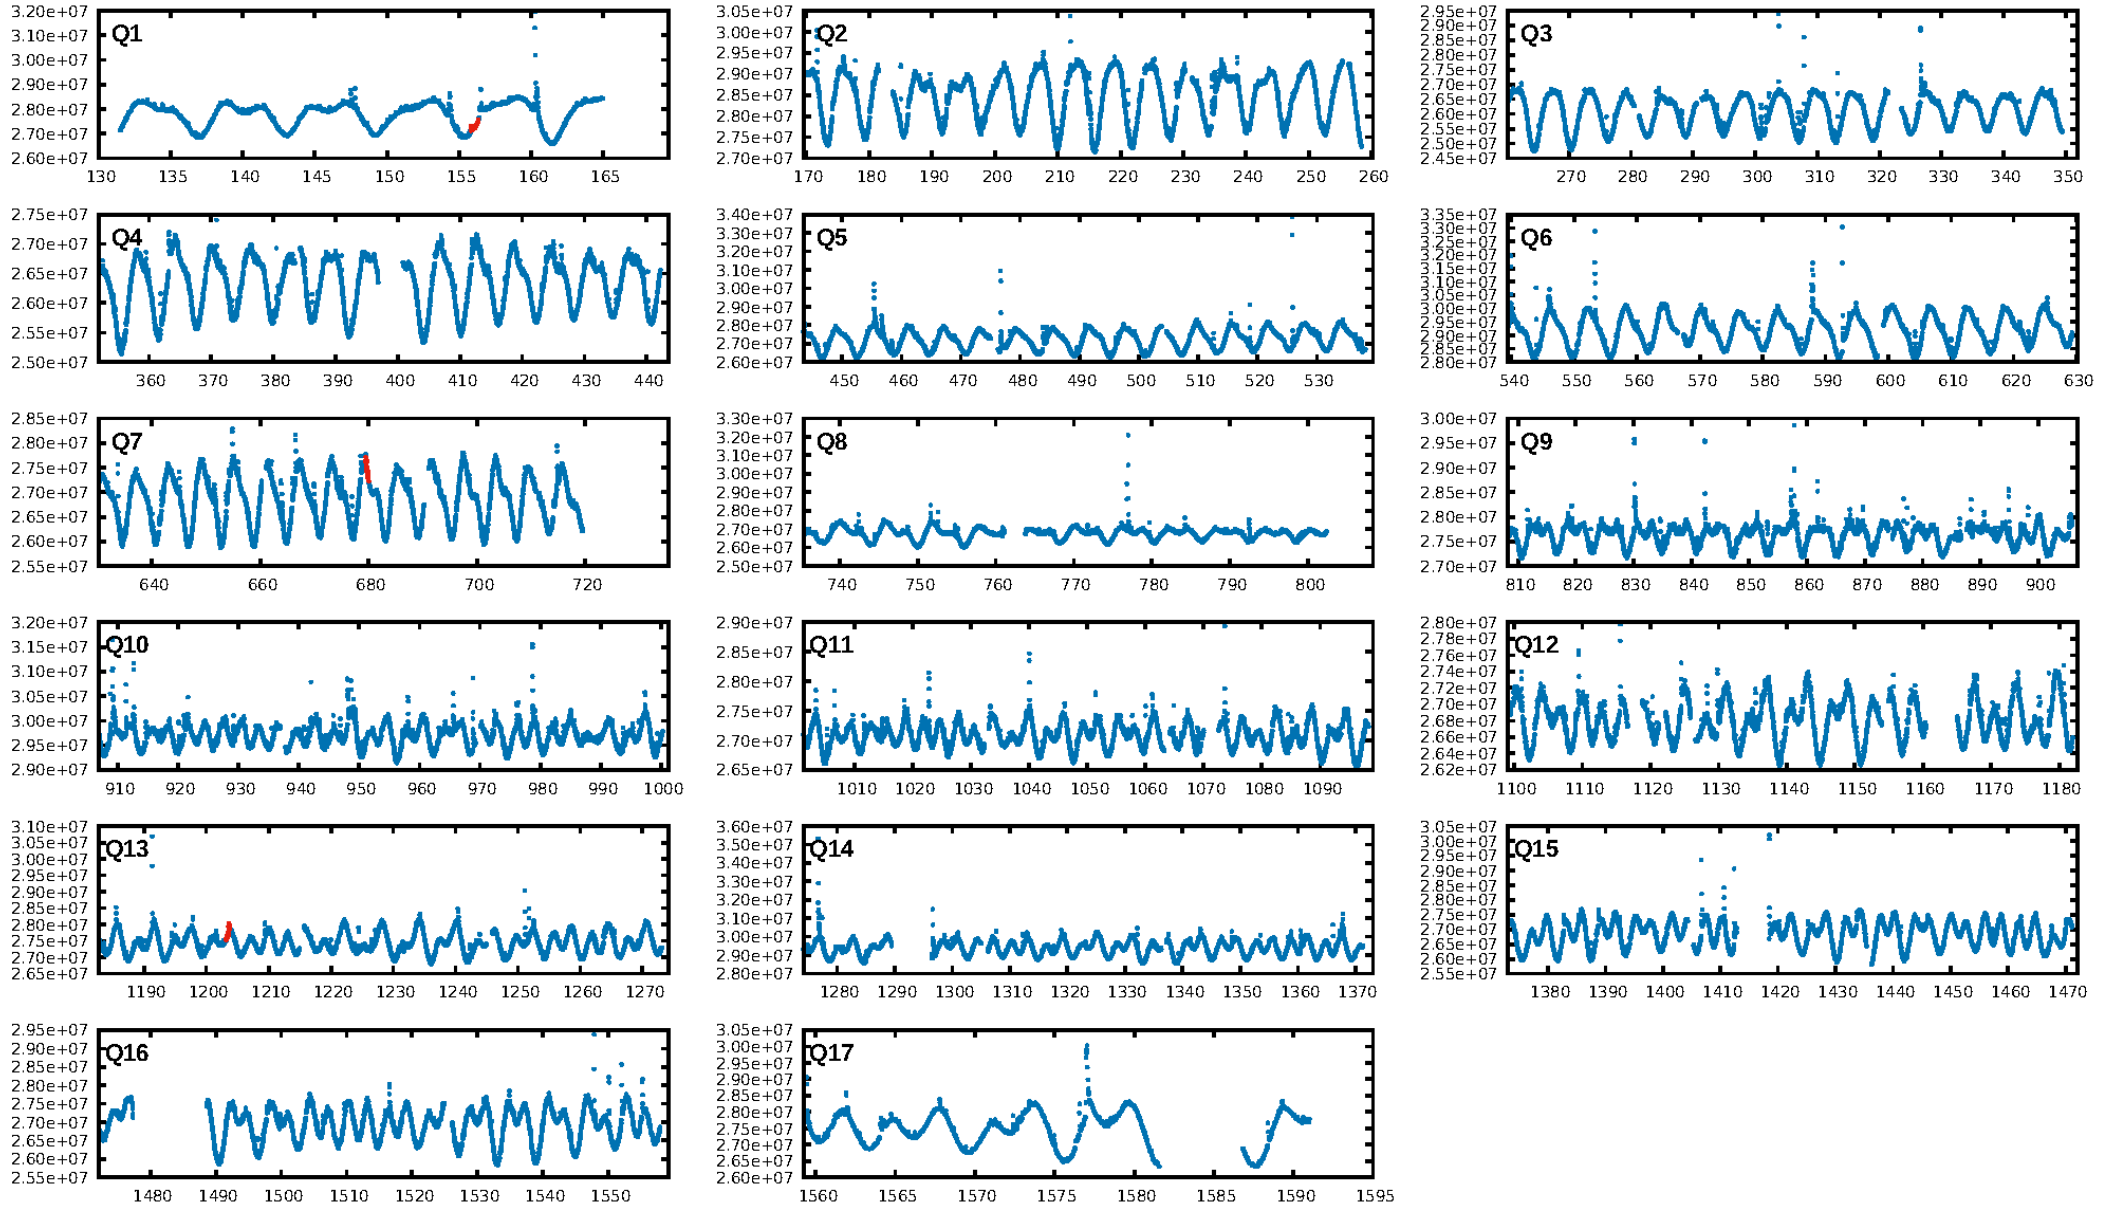 3.20e+07
3.10e+07
3.00e+07
2.90e+07
2.80e+07
2.70e+07
2.60e+07
Q1
130 135 140 145 150 155 160 165
3.05e+07
3.00e+07
2.95e+07
2.90e+07
2.85e+07
2.80e+07
2.75e+07
2.70e+07
Q2
170 180 190 200 210 220 230 240 250 260
2.95e+07
2.90e+07
2.85e+07
2.80e+07
2.75e+07
2.70e+07
2.65e+07
2.60e+07
2.55e+07
2.50e+07
2.45e+07
Q3
270 280 290 300 310 320 330 340 350
2.75e+07
2.70e+07
2.65e+07
2.60e+07
2.55e+07
2.50e+07
Q4
360 370 380 390 400 410 420 430 440
3.40e+07
3.30e+07
3.20e+07
3.10e+07
3.00e+07
2.90e+07
2.80e+07
2.70e+07
2.60e+07
Q5
450 460 470 480 490 500 510 520 530
3.35e+07
3.30e+07
3.25e+07
3.20e+07
3.15e+07
3.10e+07
3.05e+07
3.00e+07
2.95e+07
2.90e+07
2.85e+07
2.80e+07
Q6
540 550 560 570 580 590 600 610 620 630
2.85e+07
2.80e+07
2.75e+07
2.70e+07
2.65e+07
2.60e+07
2.55e+07
Q7
640 660 680 700 720
3.30e+07
3.20e+07
3.10e+07
3.00e+07
2.90e+07
2.80e+07
2.70e+07
2.60e+07
2.50e+07
Q8
740 750 760 770 780 790 800
3.00e+07
2.95e+07
2.90e+07
2.85e+07
2.80e+07
2.75e+07
2.70e+07
Q9
810 820 830 840 850 860 870 880 890 900
3.20e+07
3.15e+07
3.10e+07
3.05e+07
3.00e+07
2.95e+07
2.90e+07
Q10
910 920 930 940 950 960 970 980 990 1000
2.90e+07
2.85e+07
2.80e+07
2.75e+07
2.70e+07
2.65e+07
Q11
1010 1020 1030 1040 1050 1060 1070 1080 1090
2.80e+07
2.78e+07
2.76e+07
2.74e+07
2.72e+07
2.70e+07
2.68e+07
2.66e+07
2.64e+07
2.62e+07
Q12
1100 1110 1120 1130 1140 1150 1160 1170 1180
3.10e+07
3.05e+07
3.00e+07
2.95e+07
2.90e+07
2.85e+07
2.80e+07
2.75e+07
2.70e+07
2.65e+07
Q13
1190 1200 1210 1220 1230 1240 1250 1260 1270
3.60e+07
3.50e+07
3.40e+07
3.30e+07
3.20e+07
3.10e+07
3.00e+07
2.90e+07
2.80e+07
Q14
1280 1290 1300 1310 1320 1330 1340 1350 1360 1370
3.05e+07
3.00e+07
2.95e+07
2.90e+07
2.85e+07
2.80e+07
2.75e+07
2.70e+07
2.65e+07
2.60e+07
2.55e+07
Q15
1380 1390 1400 1410 1420 1430 1440 1450 1460 1470
2.95e+07
2.90e+07
2.85e+07
2.80e+07
2.75e+07
2.70e+07
2.65e+07
2.60e+07
2.55e+07
Q16
1480 1490 1500 1510 1520 1530 1540 1550
3.05e+07
3.00e+07
2.95e+07
2.90e+07
2.85e+07
2.80e+07
2.75e+07
2.70e+07
2.65e+07
2.60e+07
Q17
1560 1565 1570 1575 1580 1585 1590 1595